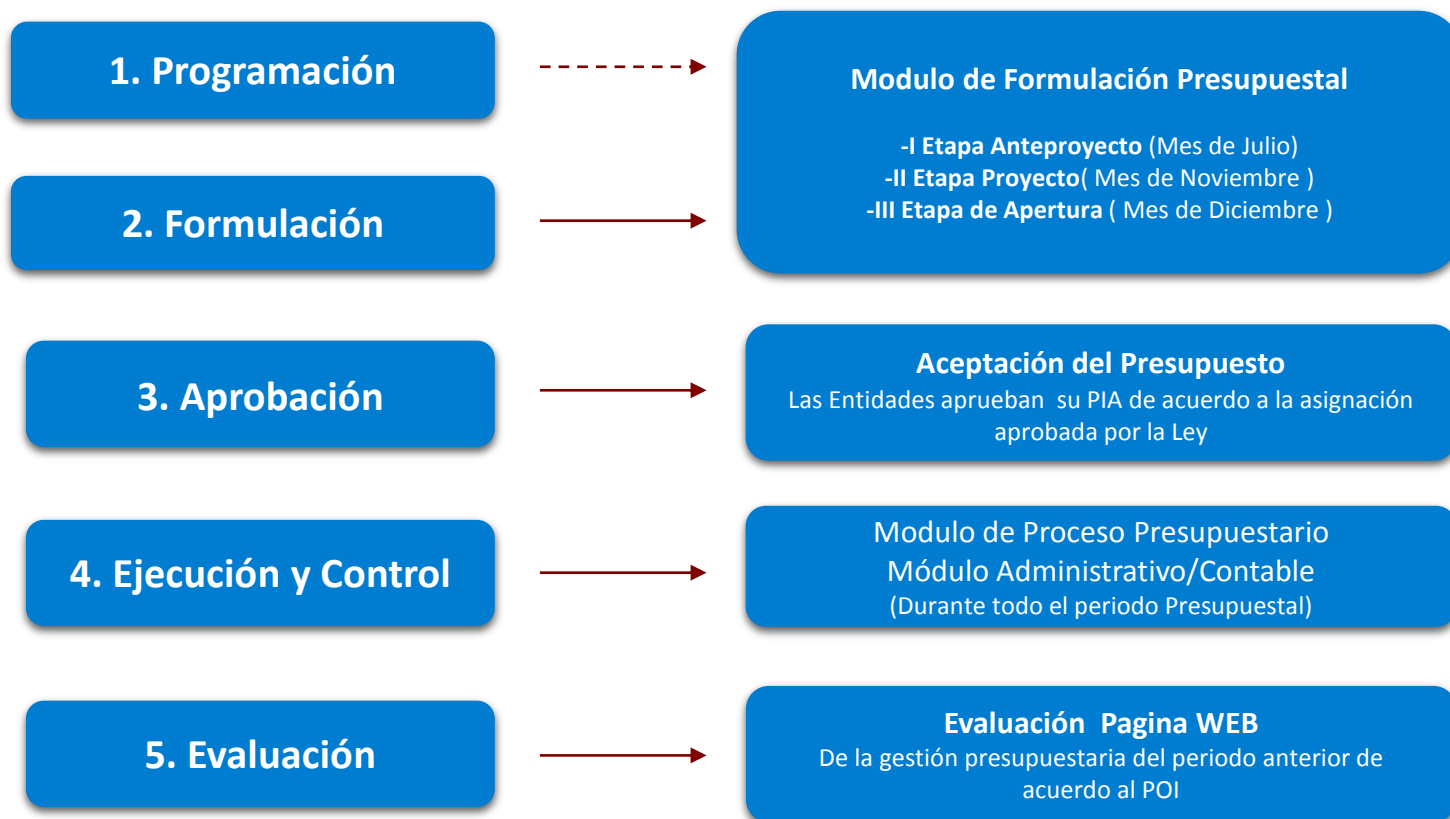 1. Programación
Modulo de Formulación Presupuestal
-I Etapa Anteproyecto (Mes de Julio)
-II Etapa Proyecto( Mes de Noviembre )
-III Etapa de Apertura ( Mes de Diciembre )
2. Formulación
3. Aprobación
Aceptación del Presupuesto
Las Entidades aprueban  su PIA de acuerdo a la asignación
aprobada por la Ley
4. Ejecución y Control
Modulo de Proceso Presupuestario
Módulo Administrativo/Contable
(Durante todo el periodo Presupuestal)
5. Evaluación
Evaluación  Pagina WEB
De la gestión presupuestaria del periodo anterior de
acuerdo al POI